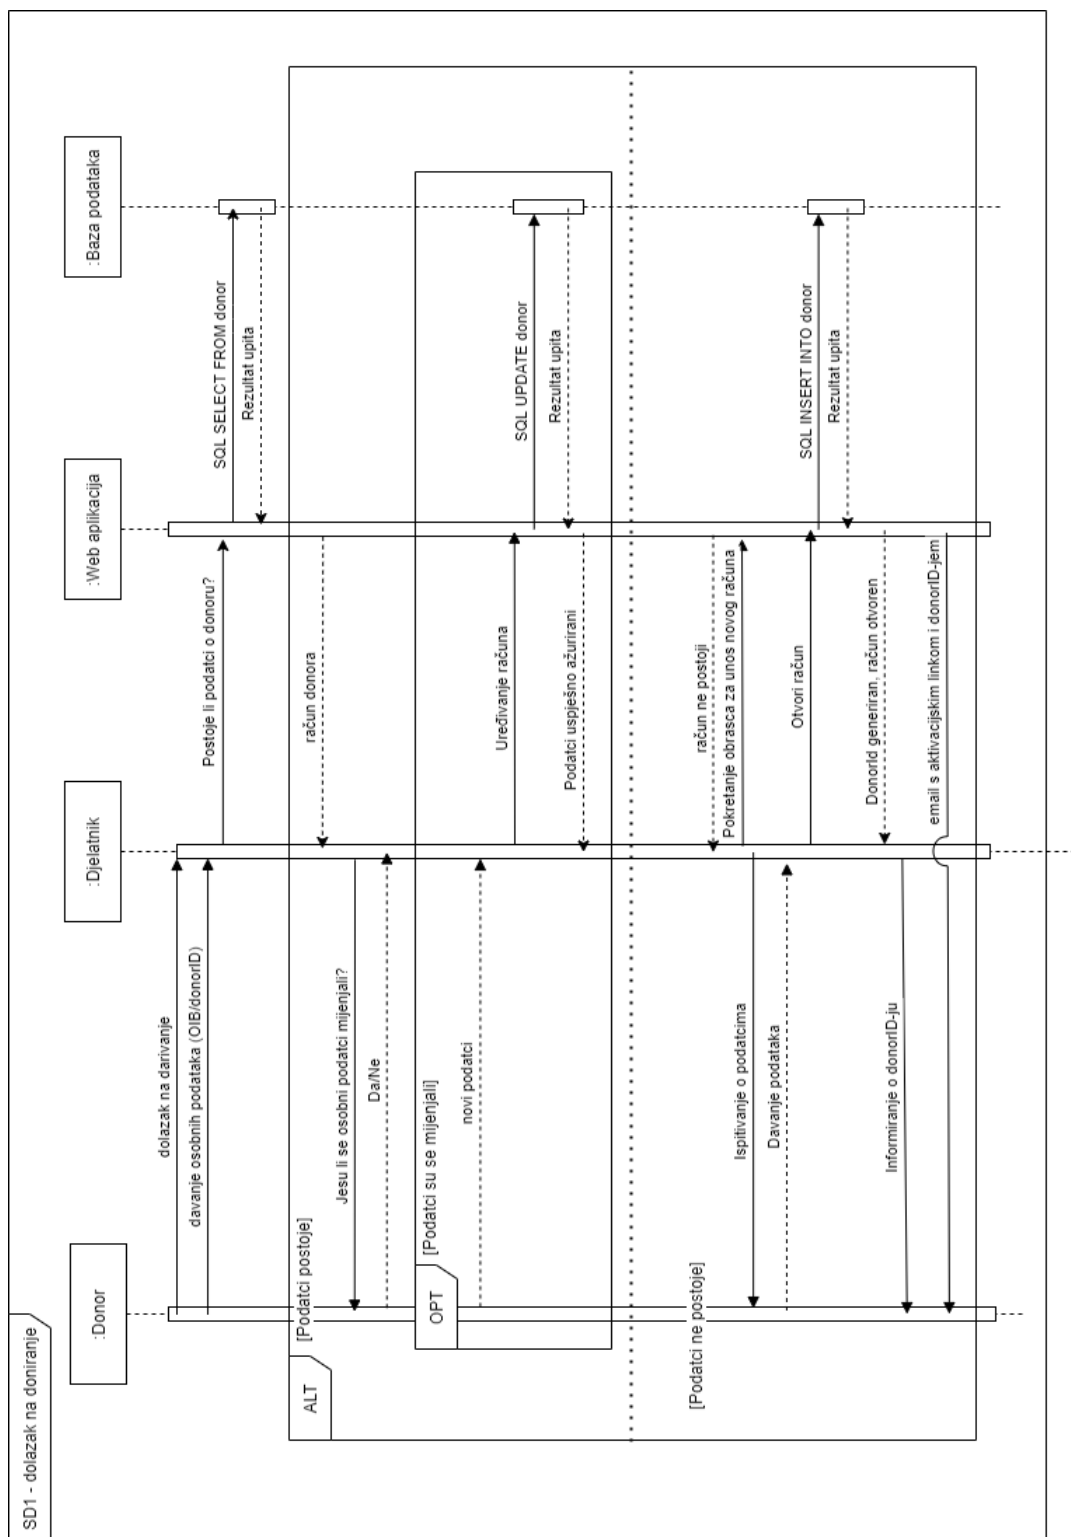 SD1 - dolazak na doniranje
:Donor
:Djelatnik
:Web aplikacija
:Baza podataka
dolazak na darivanje
davanje osobnih podataka (OIB/donorID)
Postoje li podatci o donoru?
SQL SELECT FROM donor
Rezultat upita
ALT
[Podatci postoje]
račun donora
Jesu li se osobni podatci mijenjali?
Da/Ne
OPT
[Podatci su se mijenjali]
novi podatci
Uređivanje računa
SQL UPDATE donor
Rezultat upita
Podatci uspješno ažurirani
[Podatci ne postoje]
račun ne postoji
Pokretanje obrasca za unos novog računa
Ispitivanje o podatcima
Davanje podataka
Otvori račun
SQL INSERT INTO donor
Rezultat upita
DonorId generiran, račun otvoren
Informiranje o donorID-ju
email s aktivacijskim linkom i donorID-jem